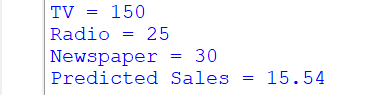 TV = 150
Radio = 25
Newspaper = 30
Predicted Sales = 15.54